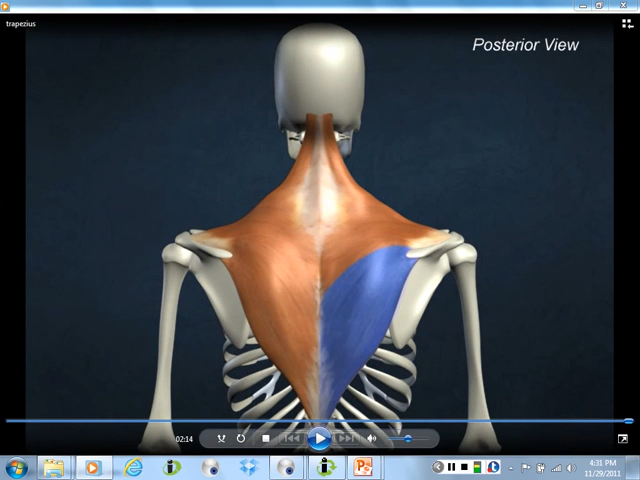 trapezius
Posterior View
02:14
4:31 PM
11/29/2011